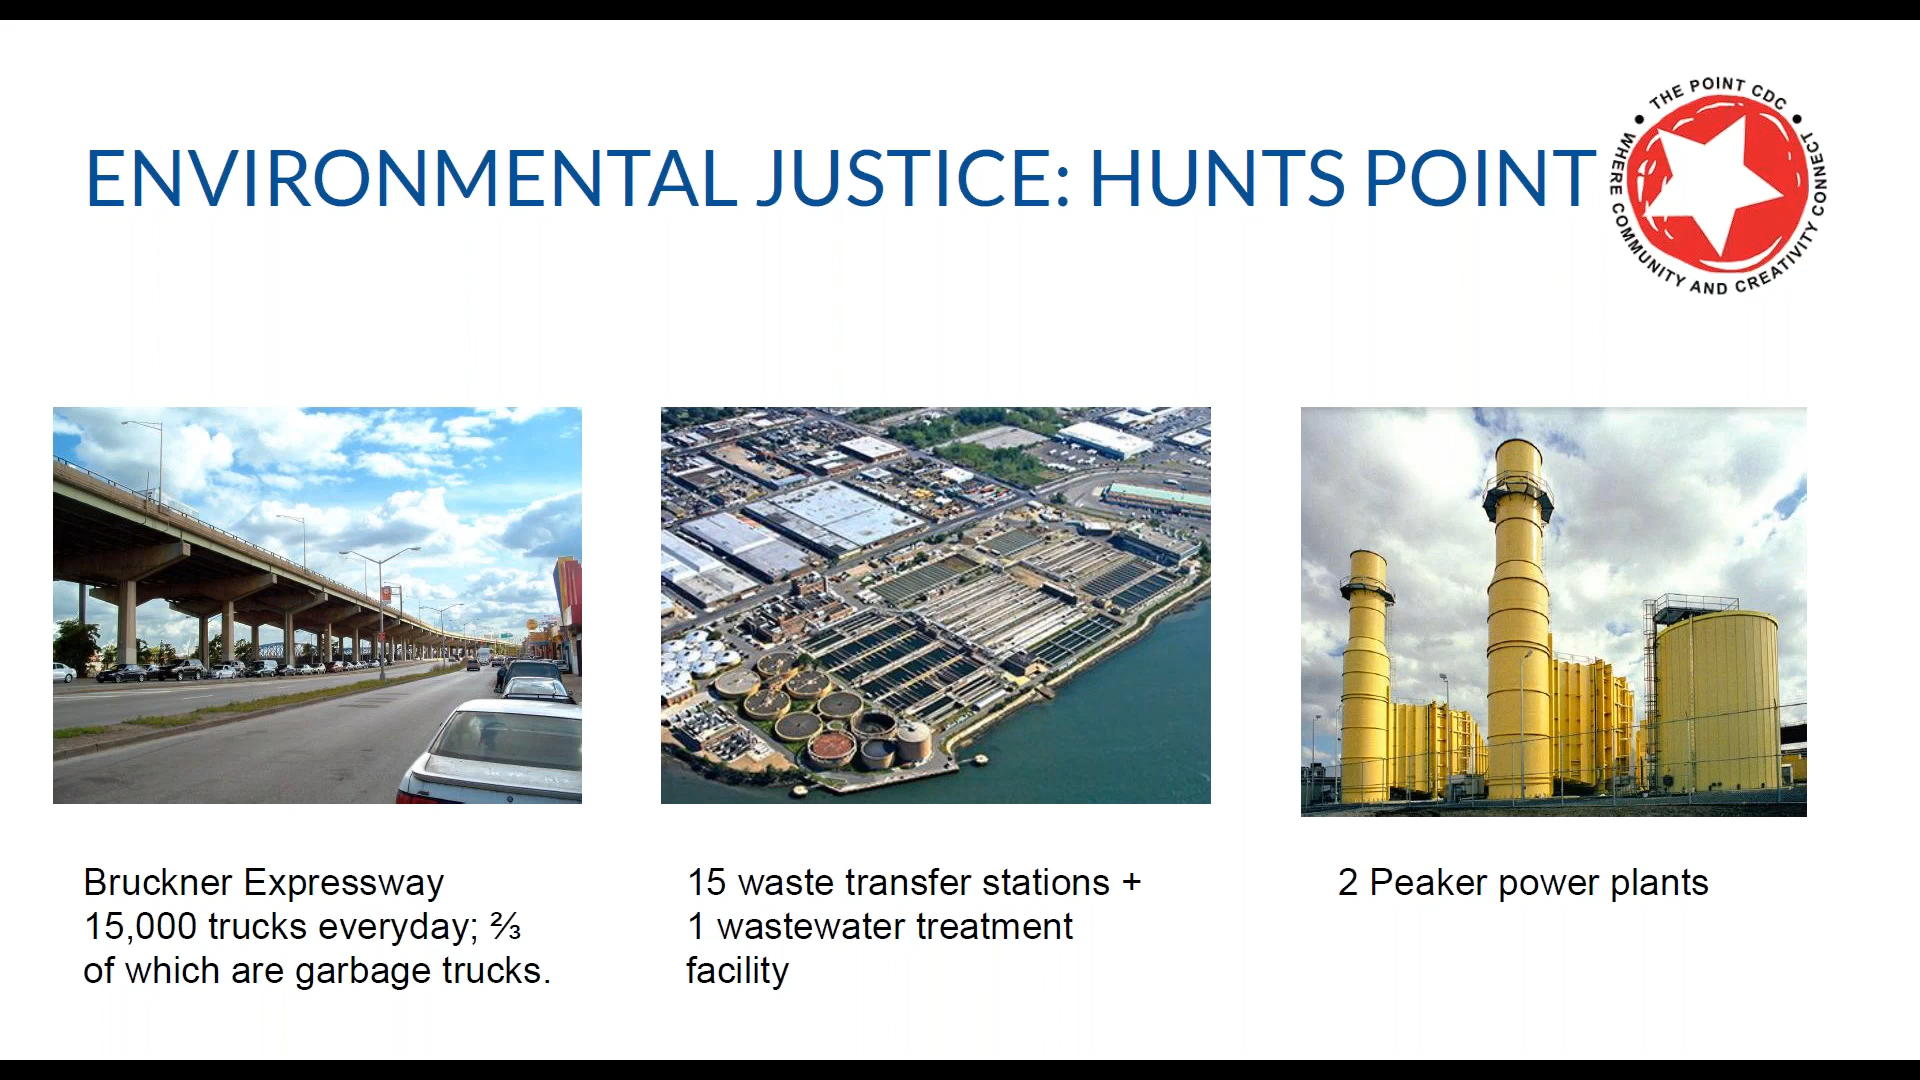 ENVIRONMENTAL JUSTICE: HUNTS POINT
THE POINT CDC
WHERE COMMUNITY AND CREATIVITY CONNECT
Bruckner Expressway
15,000 trucks everyday; ⅔
of which are garbage trucks.
15 waste transfer stations +
1 wastewater treatment
facility
2 Peaker power plants